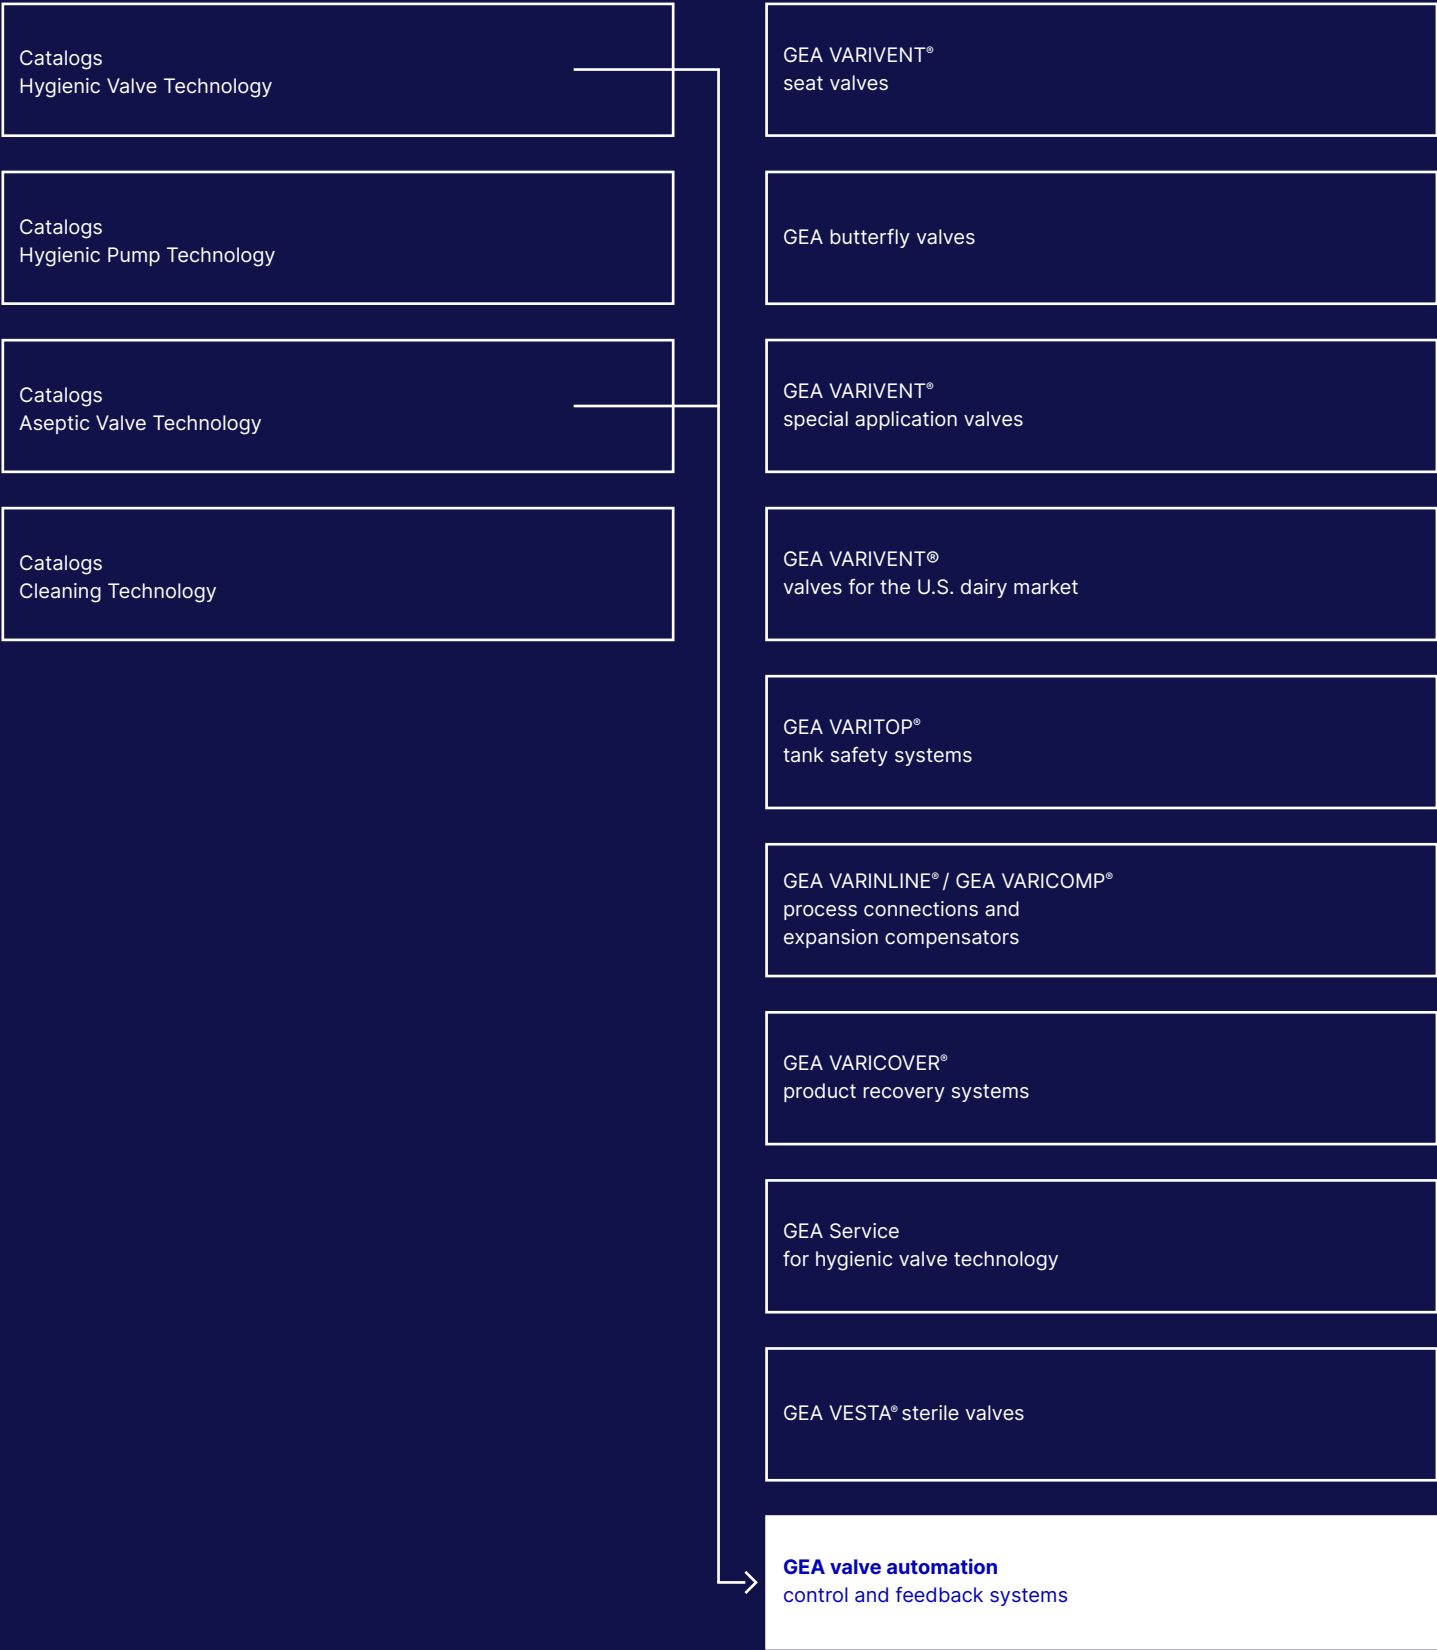 Catalogs
Hygienic Valve Technology
Catalogs
Hygienic Pump Technology
Catalogs
Aseptic Valve Technology
Catalogs
Cleaning Technology
GEA VARIVENT®
seat valves
GEA butterfly valves
GEA VARIVENT®
special application valves
GEA VARIVENT®
valves for the U.S. dairy market
GEA VARITOP®
tank safety systems
GEA VARINLINE® / GEA VARICOMP®
process connections and
expansion compensators
GEA VARICOVER®
product recovery systems
GEA Service
for hygienic valve technology
GEA VESTA® sterile valves
GEA valve automation
control and feedback systems